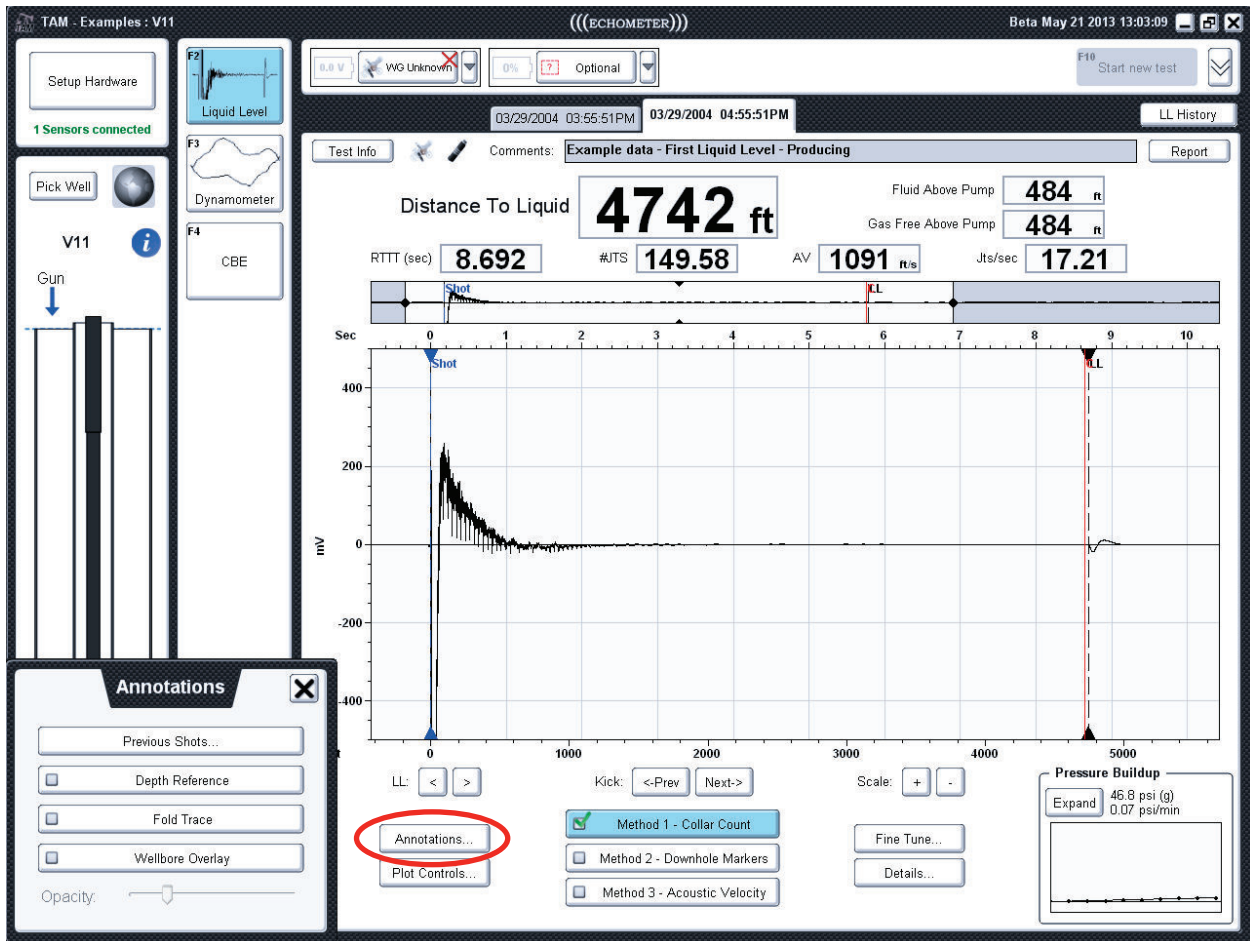 TAM - Examples : V11
(((ECHOMETER)))
Beta May 21 2013 13:03:09
Setup Hardware
1 Sensors connected
F2
Liquid Level
F3
Dynamometer
F4
CBE
0.0 V
WG Unknown
0%
?
Optional
F10
Start new test
Pick Well
V11
i
Gun
03/29/2004 03:55:51PM
03/29/2004 04:55:51PM
LL History
Test Info
Comments:
Example data - First Liquid Level - Producing
Report
Distance To Liquid
4742 ft
Fluid Above Pump
484 ft
Gas Free Above Pump
484 ft
RTTT (sec)
8.692
#JTS
149.58
AV
1091 ft/s
Jts/sec
17.21
Shot
LL
Sec
0 1 2 3 4 5 6 7 8 9 10
Shot
LL
400
200
mV
0
-200
-400
0 1000 2000 3000 4000 5000
LL:
<
>
Kick:
<-Prev
Next->
Scale:
+
-
Annotations...
Plot Controls...
Method 1 - Collar Count
Method 2 - Downhole Markers
Method 3 - Acoustic Velocity
Fine Tune...
Details...
Pressure Buildup
Expand
46.8 psi (g)
0.07 psi/min
Annotations
Previous Shots...
Depth Reference
Fold Trace
Wellbore Overlay
Opacity: